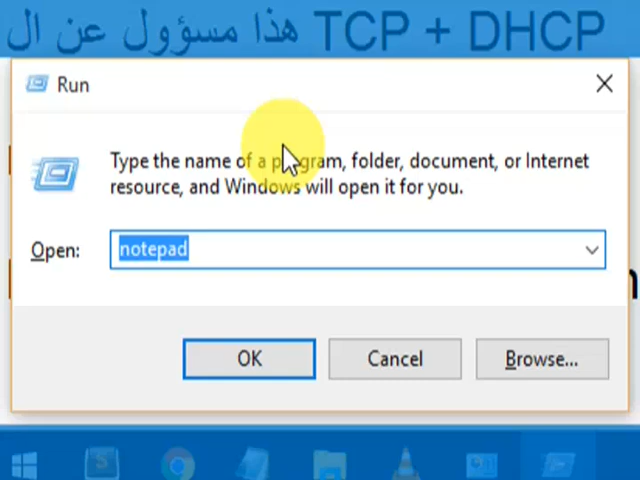 هذا مسؤول عن ال TCP + DHCP
Run
Type the name of a program, folder, document, or Internet
resource, and Windows will open it for you.
Open: notepad
OK Cancel Browse...